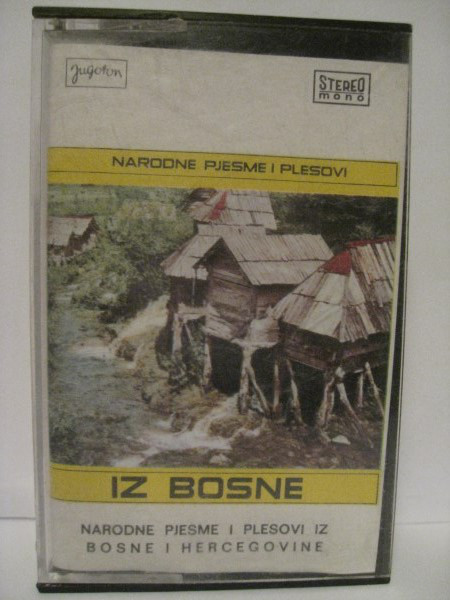 Jugoton
STEREO
mono
NARODNE PJESME I PLESOVI
IZ BOSNE
NARODNE PJESME I PLESOVI IZ
BOSNE I HERCEGOVINE